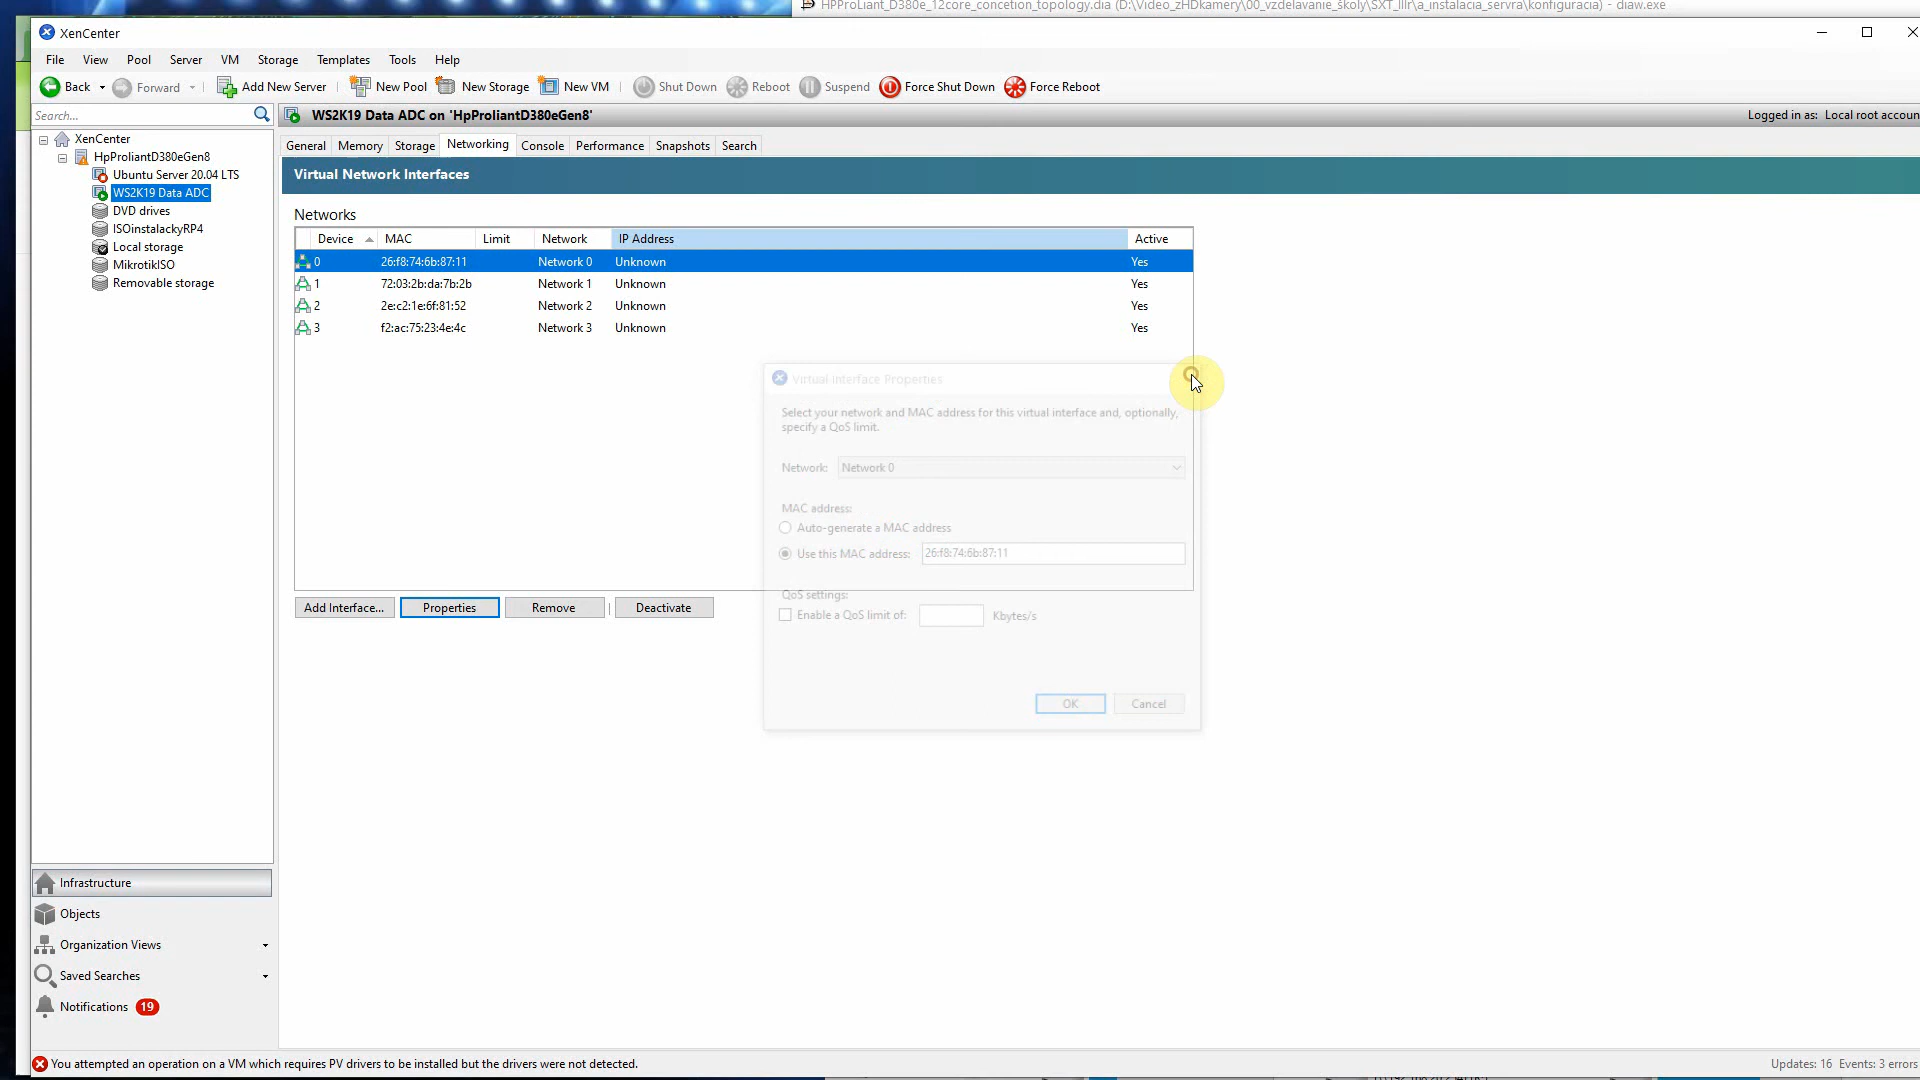 HPProLiant_D380e_12core_concetion_topology.dia (D:\Video_zHDkamery\00_vzdelavanie_školy\SXT_IIIr\a_instalacia_servra\konfiguracia) - diaw.exe
XenCenter
File View Pool Server VM Storage Templates Tools Help
Back Forward Add New Server New Pool New Storage New VM Shut Down Reboot Suspend Force Shut Down Force Reboot
Search...
WS2K19 Data ADC on 'HpProliantD380eGen8'
Logged in as: Local root accoun
XenCenter
HpProliantD380eGen8
Ubuntu Server 20.04 LTS
WS2K19 Data ADC
DVD drives
ISOinstalackyRP4
Local storage
MikrotikISO
Removable storage
General Memory Storage Networking Console Performance Snapshots Search
Virtual Network Interfaces
Networks
Device MAC Limit Network IP Address Active
0 26:f8:74:6b:87:11 Network 0 Unknown Yes
1 72:03:2b:da:7b:2b Network 1 Unknown Yes
2 2e:c2:1e:6f:81:52 Network 2 Unknown Yes
3 f2:ac:75:23:4e:4c Network 3 Unknown Yes
Virtual Interface Properties
Select your network and MAC address for this virtual interface and, optionally,
specify a QoS limit.
Network: Network 0
MAC address:
Auto-generate a MAC address
Use this MAC address: 26:f8:74:6b:87:11
QoS settings:
Enable a QoS limit of: Kbytes/s
OK Cancel
Add Interface... Properties Remove Deactivate
Infrastructure
Objects
Organization Views
Saved Searches
Notifications 19
You attempted an operation on a VM which requires PV drivers to be installed but the drivers were not detected.
Updates: 16 Events: 3 errors